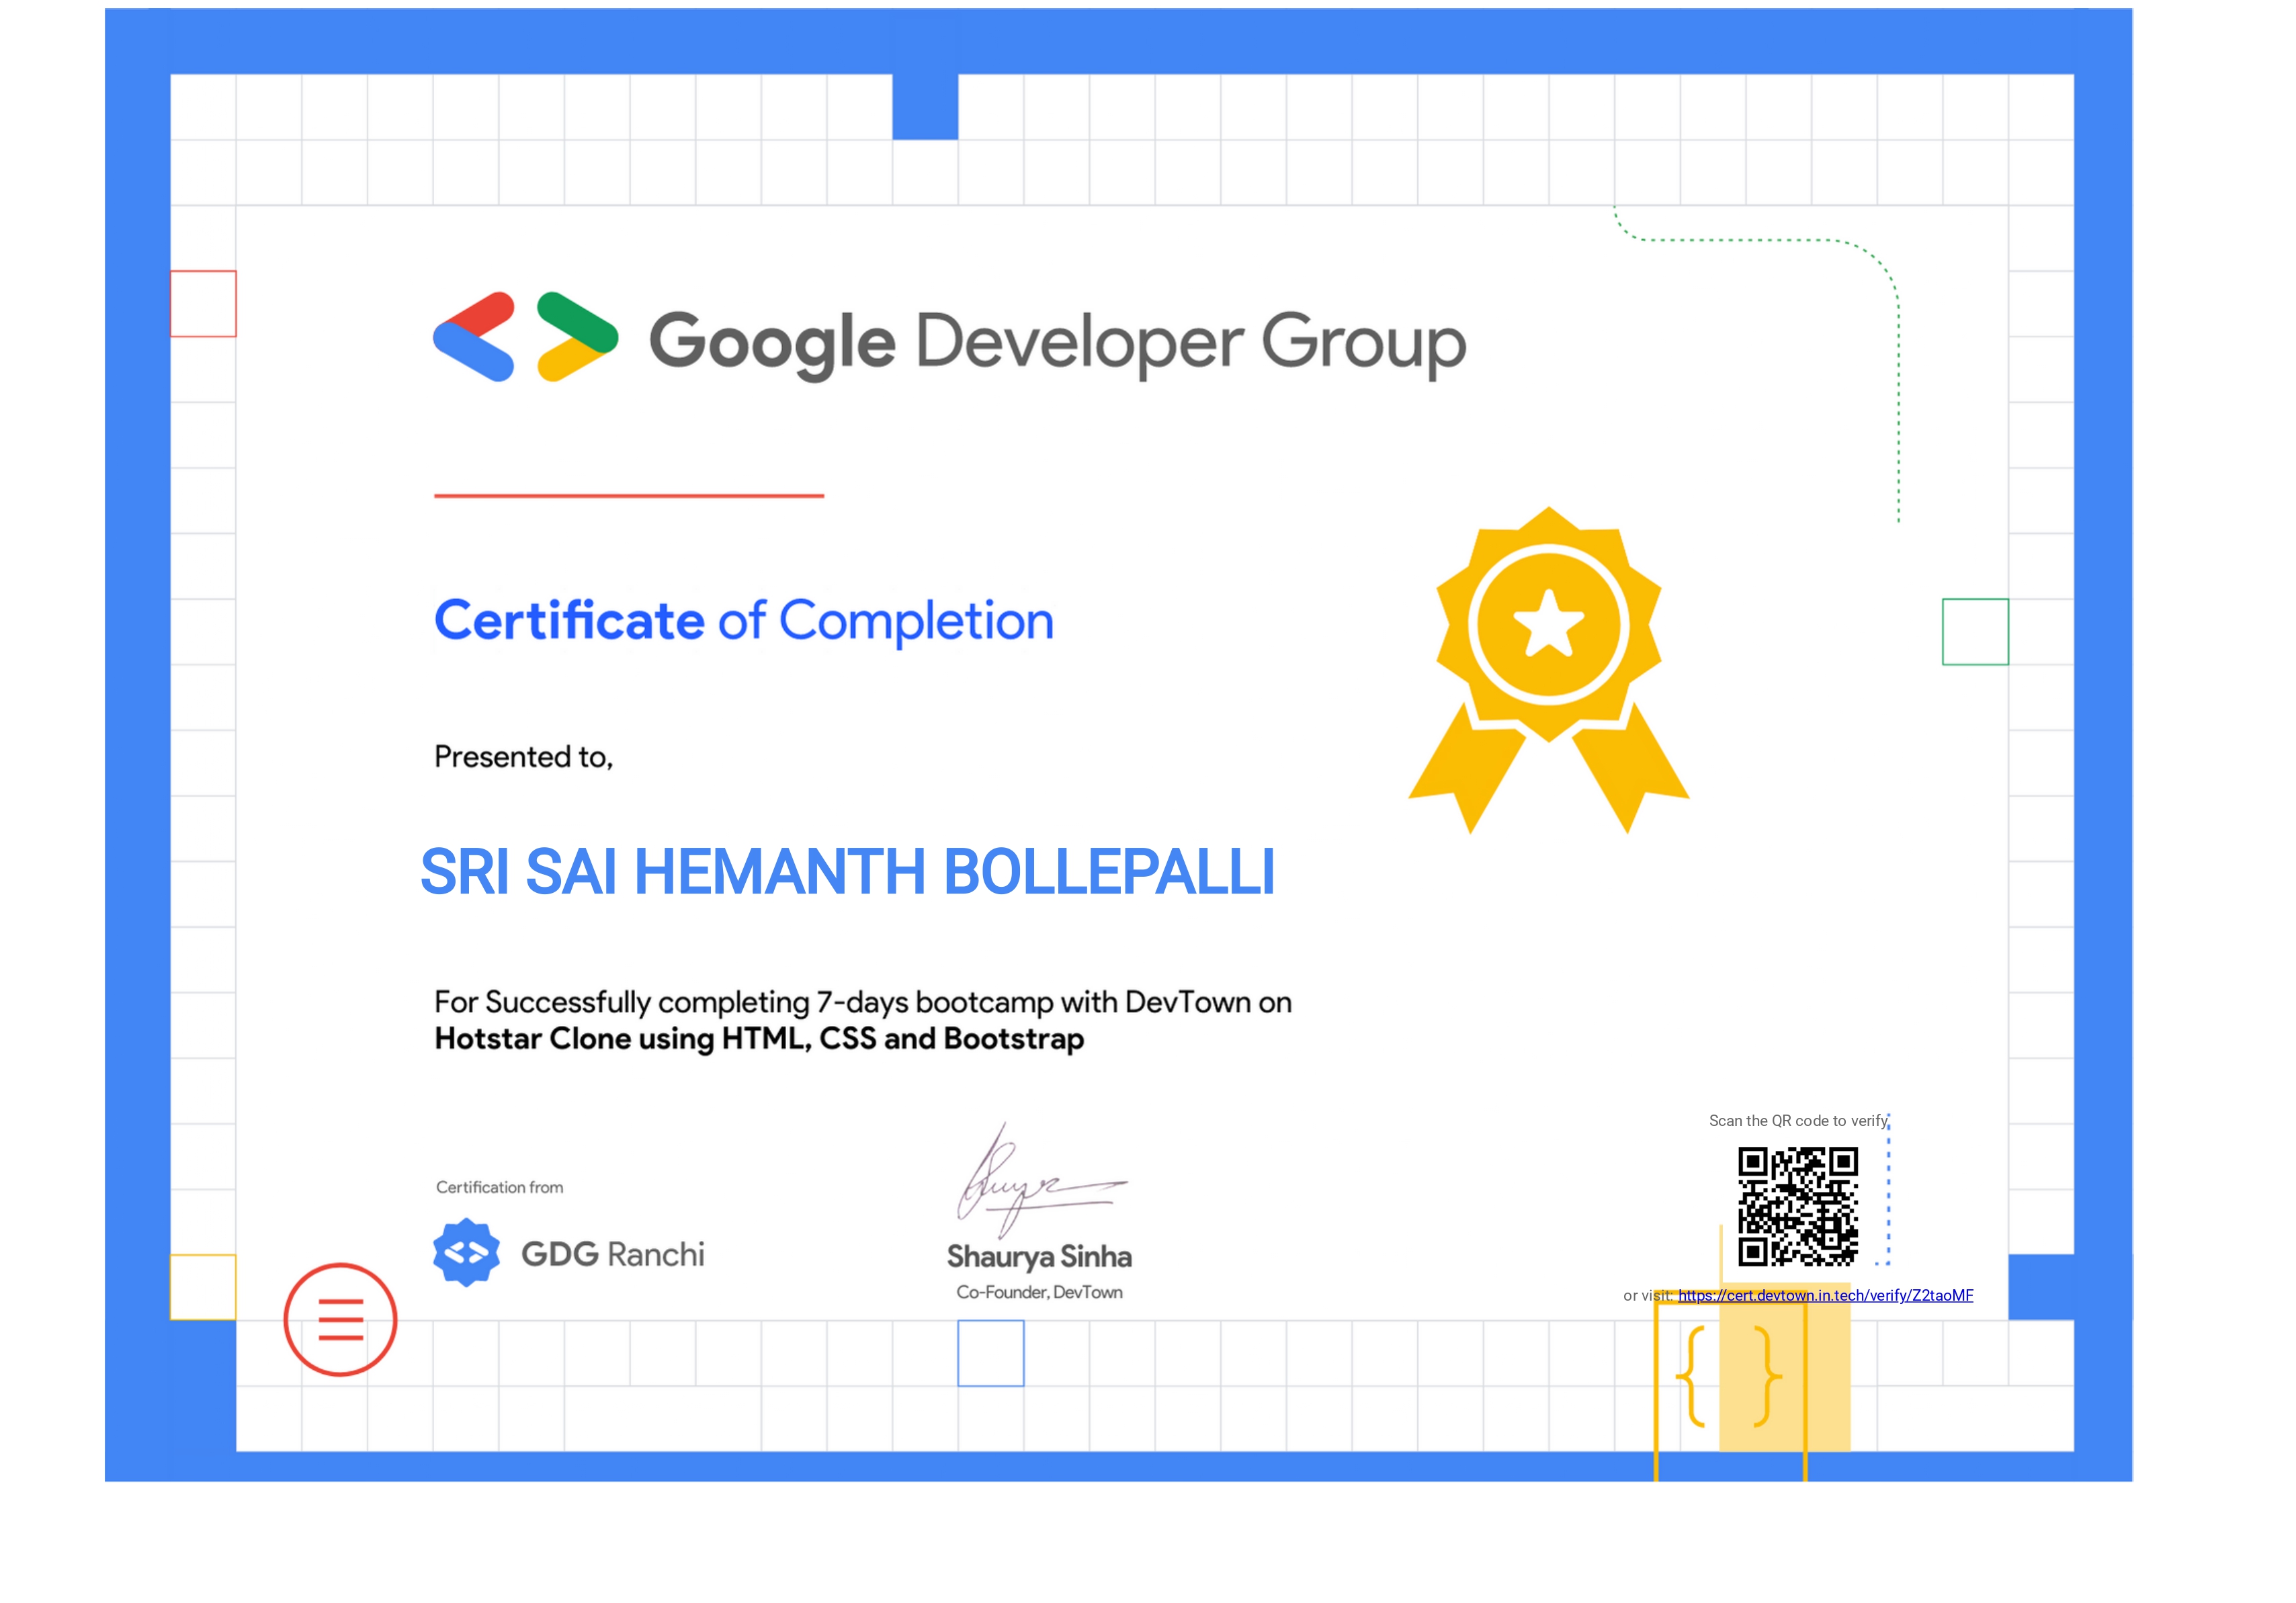 Google Developer Group
Certificate of Completion
Presented to,
SRI SAI HEMANTH BOLLEPALLI
For Successfully completing 7-days bootcamp with DevTown on
Hotstar Clone using HTML, CSS and Bootstrap
Certification from
GDG Ranchi
Shaurya Sinha
Co-Founder, DevTown
Scan the QR code to verify
or visit: https://cert.devtown.in.tech/verify/Z2taoMF
{ }